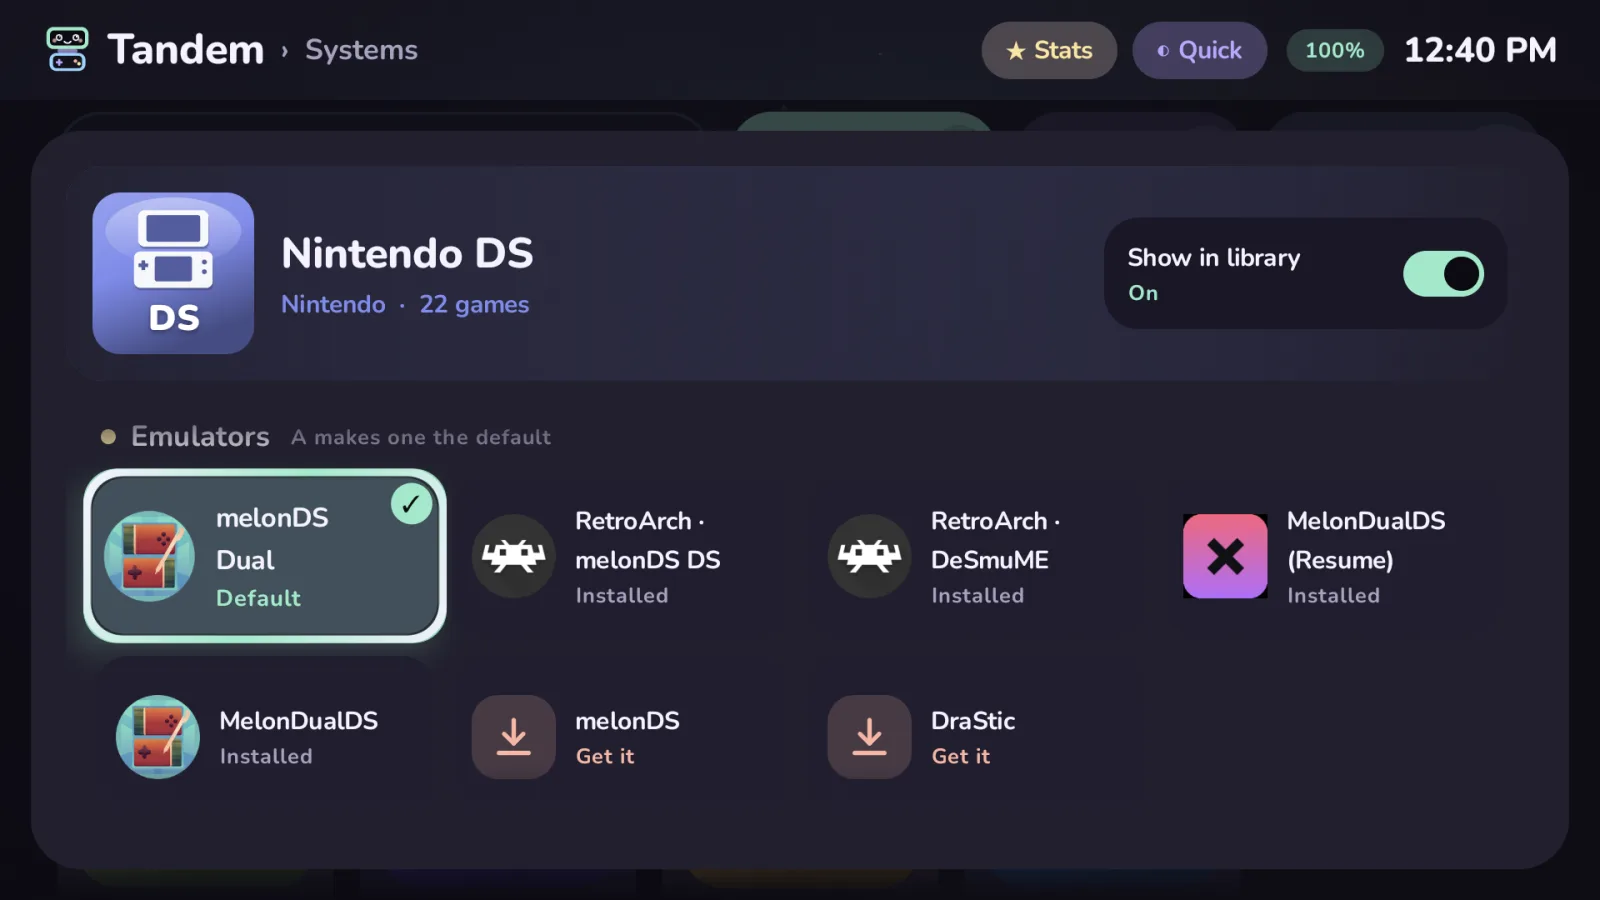 Tandem › Systems
★ Stats
Quick
100%
12:40 PM
DS
Nintendo DS
Nintendo · 22 games
Show in library
On
Emulators A makes one the default
melonDS
Dual
Default
✓
RetroArch ·
melonDS DS
Installed
RetroArch ·
DeSmuME
Installed
MelonDualDS
(Resume)
Installed
MelonDualDS
Installed
melonDS
Get it
DraStic
Get it